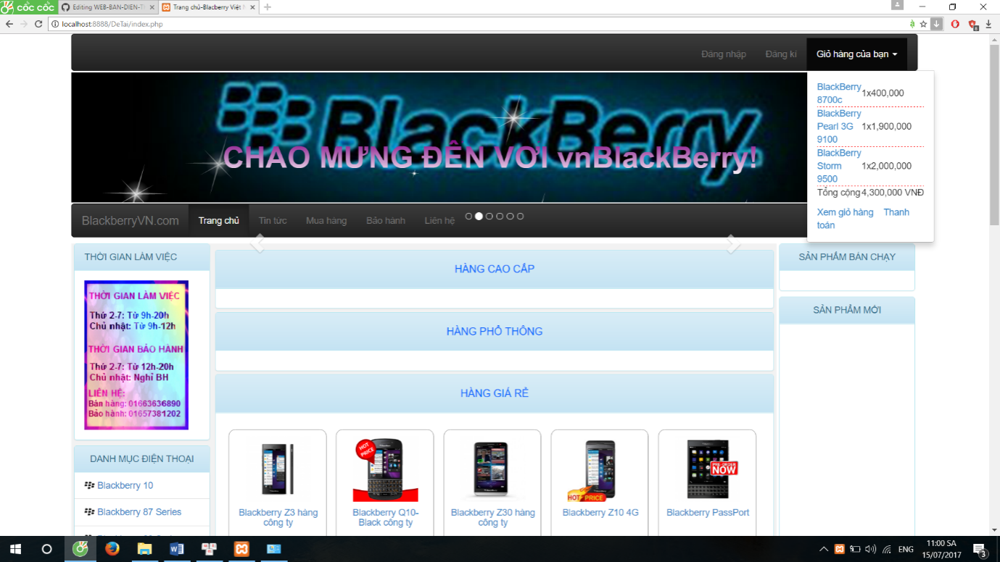 cốc cốc
Editing WEB-BAN-DIEN-T
Trang chủ-Blacberry Việt
localhost:8888/DeTai/index.php
Đăng nhập
Đăng kí
Giỏ hàng của bạn
BlackBerry
CHÀO MỪNG ĐẾN VỚI vnBlackBerry!
BlackBerry
8700c
1x400,000
BlackBerry
Pearl 3G
9100
1x1,900,000
BlackBerry
Storm
9500
1x2,000,000
Tổng cộng 4,300,000 VNĐ
Xem giỏ hàng Thanh
toán
BlackberryVN.com
Trang chủ
Tin tức
Mua hàng
Bảo hành
Liên hệ
THỜI GIAN LÀM VIỆC
THỜI GIAN LÀM VIỆC
Thứ 2-7: Từ 9h-20h
Chủ nhật: Từ 9h-12h
THỜI GIAN BẢO HÀNH
Thứ 2-7: Từ 12h-20h
Chủ nhật: Nghỉ BH
LIÊN HỆ:
Bán hàng: 01663636890
Bảo hành: 01657381202
DANH MỤC ĐIỆN THOẠI
Blackberry 10
Blackberry 87 Series
HÀNG CAO CẤP
HÀNG PHỔ THÔNG
HÀNG GIÁ RẺ
HOT
PRICE
HOT PRICE
PRE-ORDER
NOW
Blackberry Z3 hàng
công ty
Blackberry Q10-
Black công ty
Blackberry Z30 hàng
công ty
Blackberry Z10 4G
Blackberry PassPort
SẢN PHẨM BÁN CHẠY
SẢN PHẨM MỚI
ENG
11:00 SA
15/07/2017
3